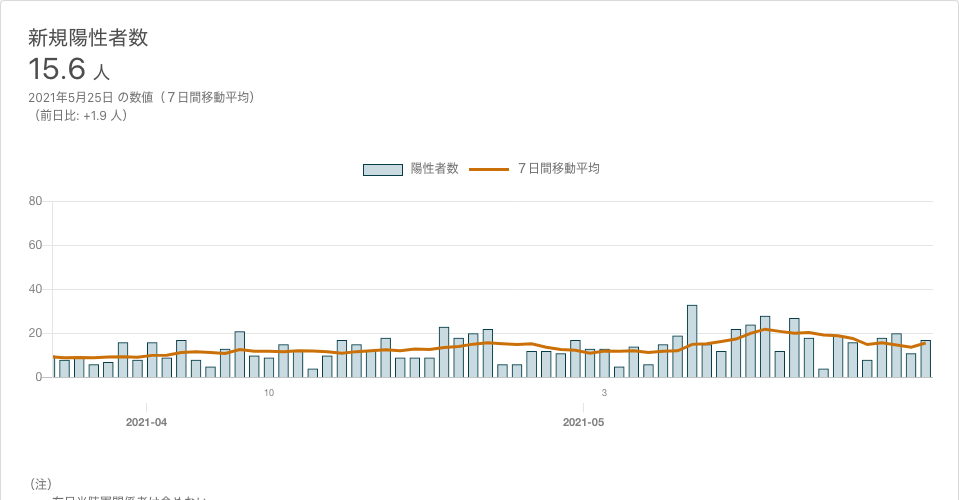 新規陽性者数
15.6 人
2021年5月25日 の数値（７日間移動平均）
（前日比: +1.9 人）
陽性者数 ７日間移動平均
80
60
40
20
0
10 3
2021-04 2021-05
（注）